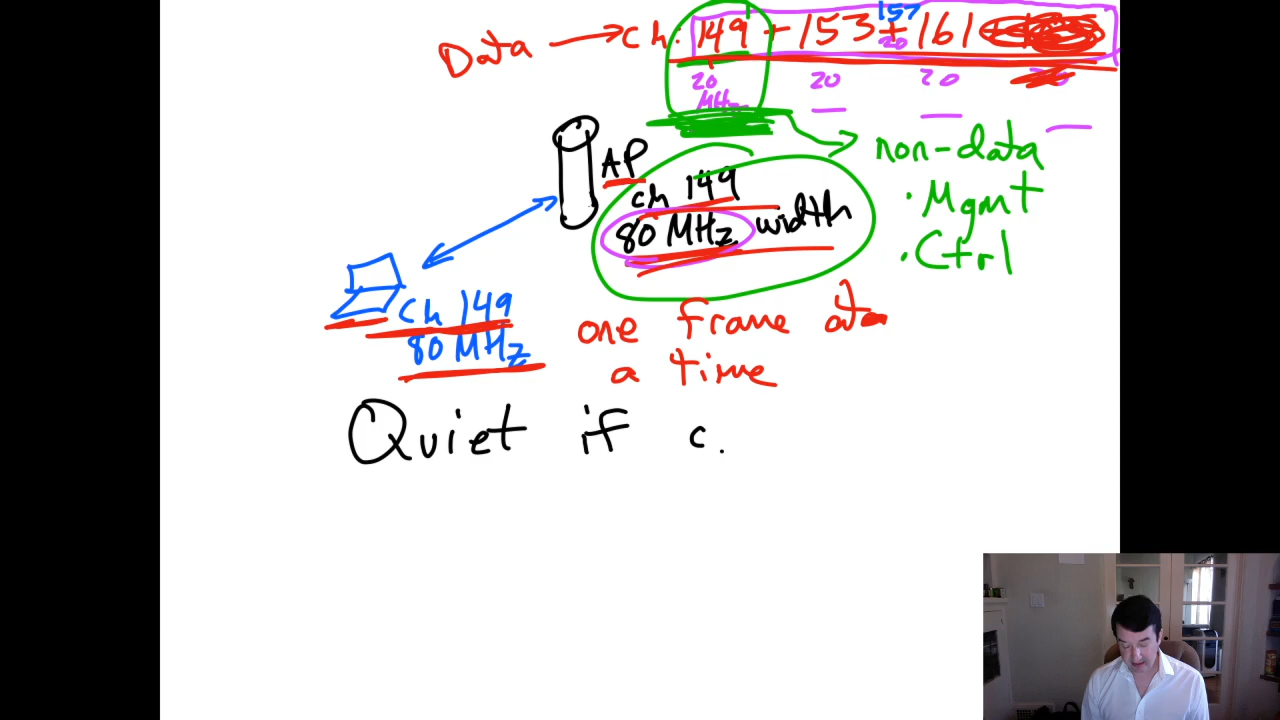 Data → ch. 149 + 153 + 161 +
157
20
20 MHz
20
20
AP
ch 149
80 MHz width
non-data
• Mgmt
• Ctrl
Ch 149
80 MHz
one frame at
a time
Quiet if c.